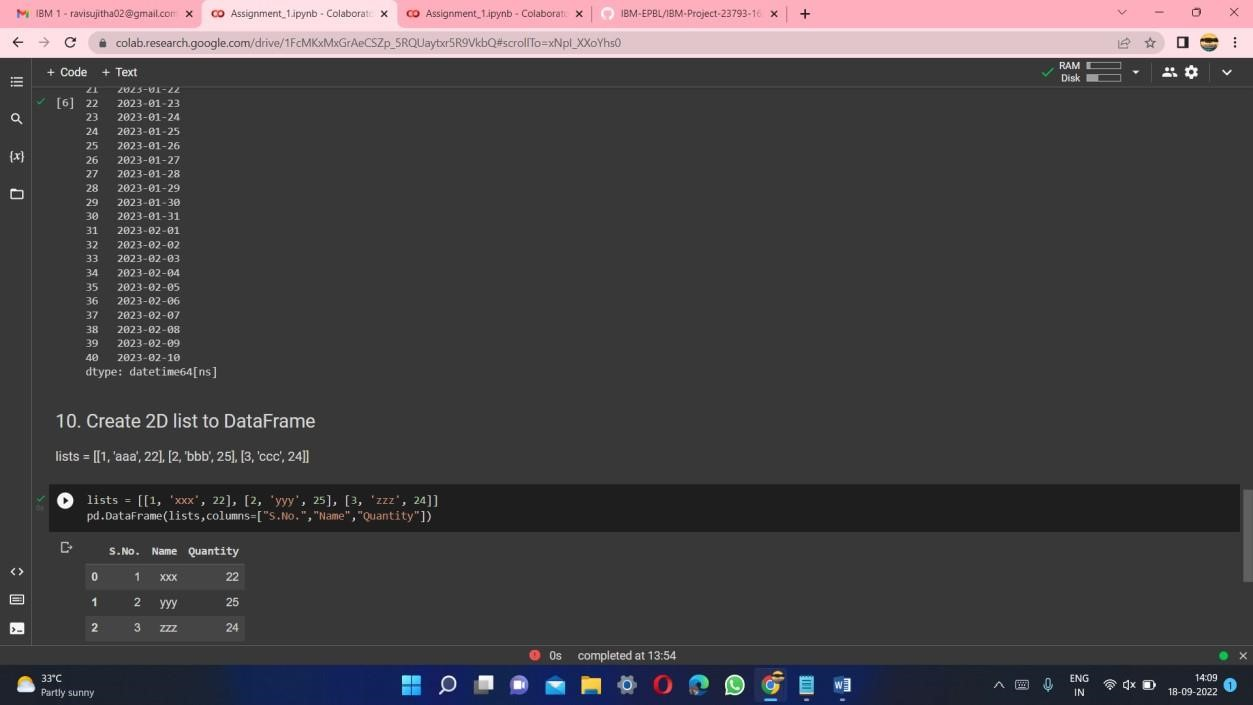 IBM 1 - ravisujitha02@gmail.com
Assignment_1.ipynb - Colaborato
Assignment_1.ipynb - Colaborato
IBM-EPBL/IBM-Project-23793-16
colab.research.google.com/drive/1FcMKxMxGrAeCSZp_5RQUaytxr5R9VkbQ#scrollTo=xNpI_XXoYhs0
+ Code + Text
RAM
Disk
21 2023-01-22
[6] 22 2023-01-23
23 2023-01-24
24 2023-01-25
25 2023-01-26
26 2023-01-27
27 2023-01-28
28 2023-01-29
29 2023-01-30
30 2023-01-31
31 2023-02-01
32 2023-02-02
33 2023-02-03
34 2023-02-04
35 2023-02-05
36 2023-02-06
37 2023-02-07
38 2023-02-08
39 2023-02-09
40 2023-02-10
dtype: datetime64[ns]
10. Create 2D list to DataFrame
lists = [[1, 'aaa', 22], [2, 'bbb', 25], [3, 'ccc', 24]]
lists = [[1, 'xxx', 22], [2, 'yyy', 25], [3, 'zzz', 24]]
0s
pd.DataFrame(lists,columns=["S.No.","Name","Quantity"])
S.No. Name Quantity
0 1 xxx 22
1 2 yyy 25
2 3 zzz 24
0s completed at 13:54
33°C
Partly sunny
ENG
IN
14:09
18-09-2022
1